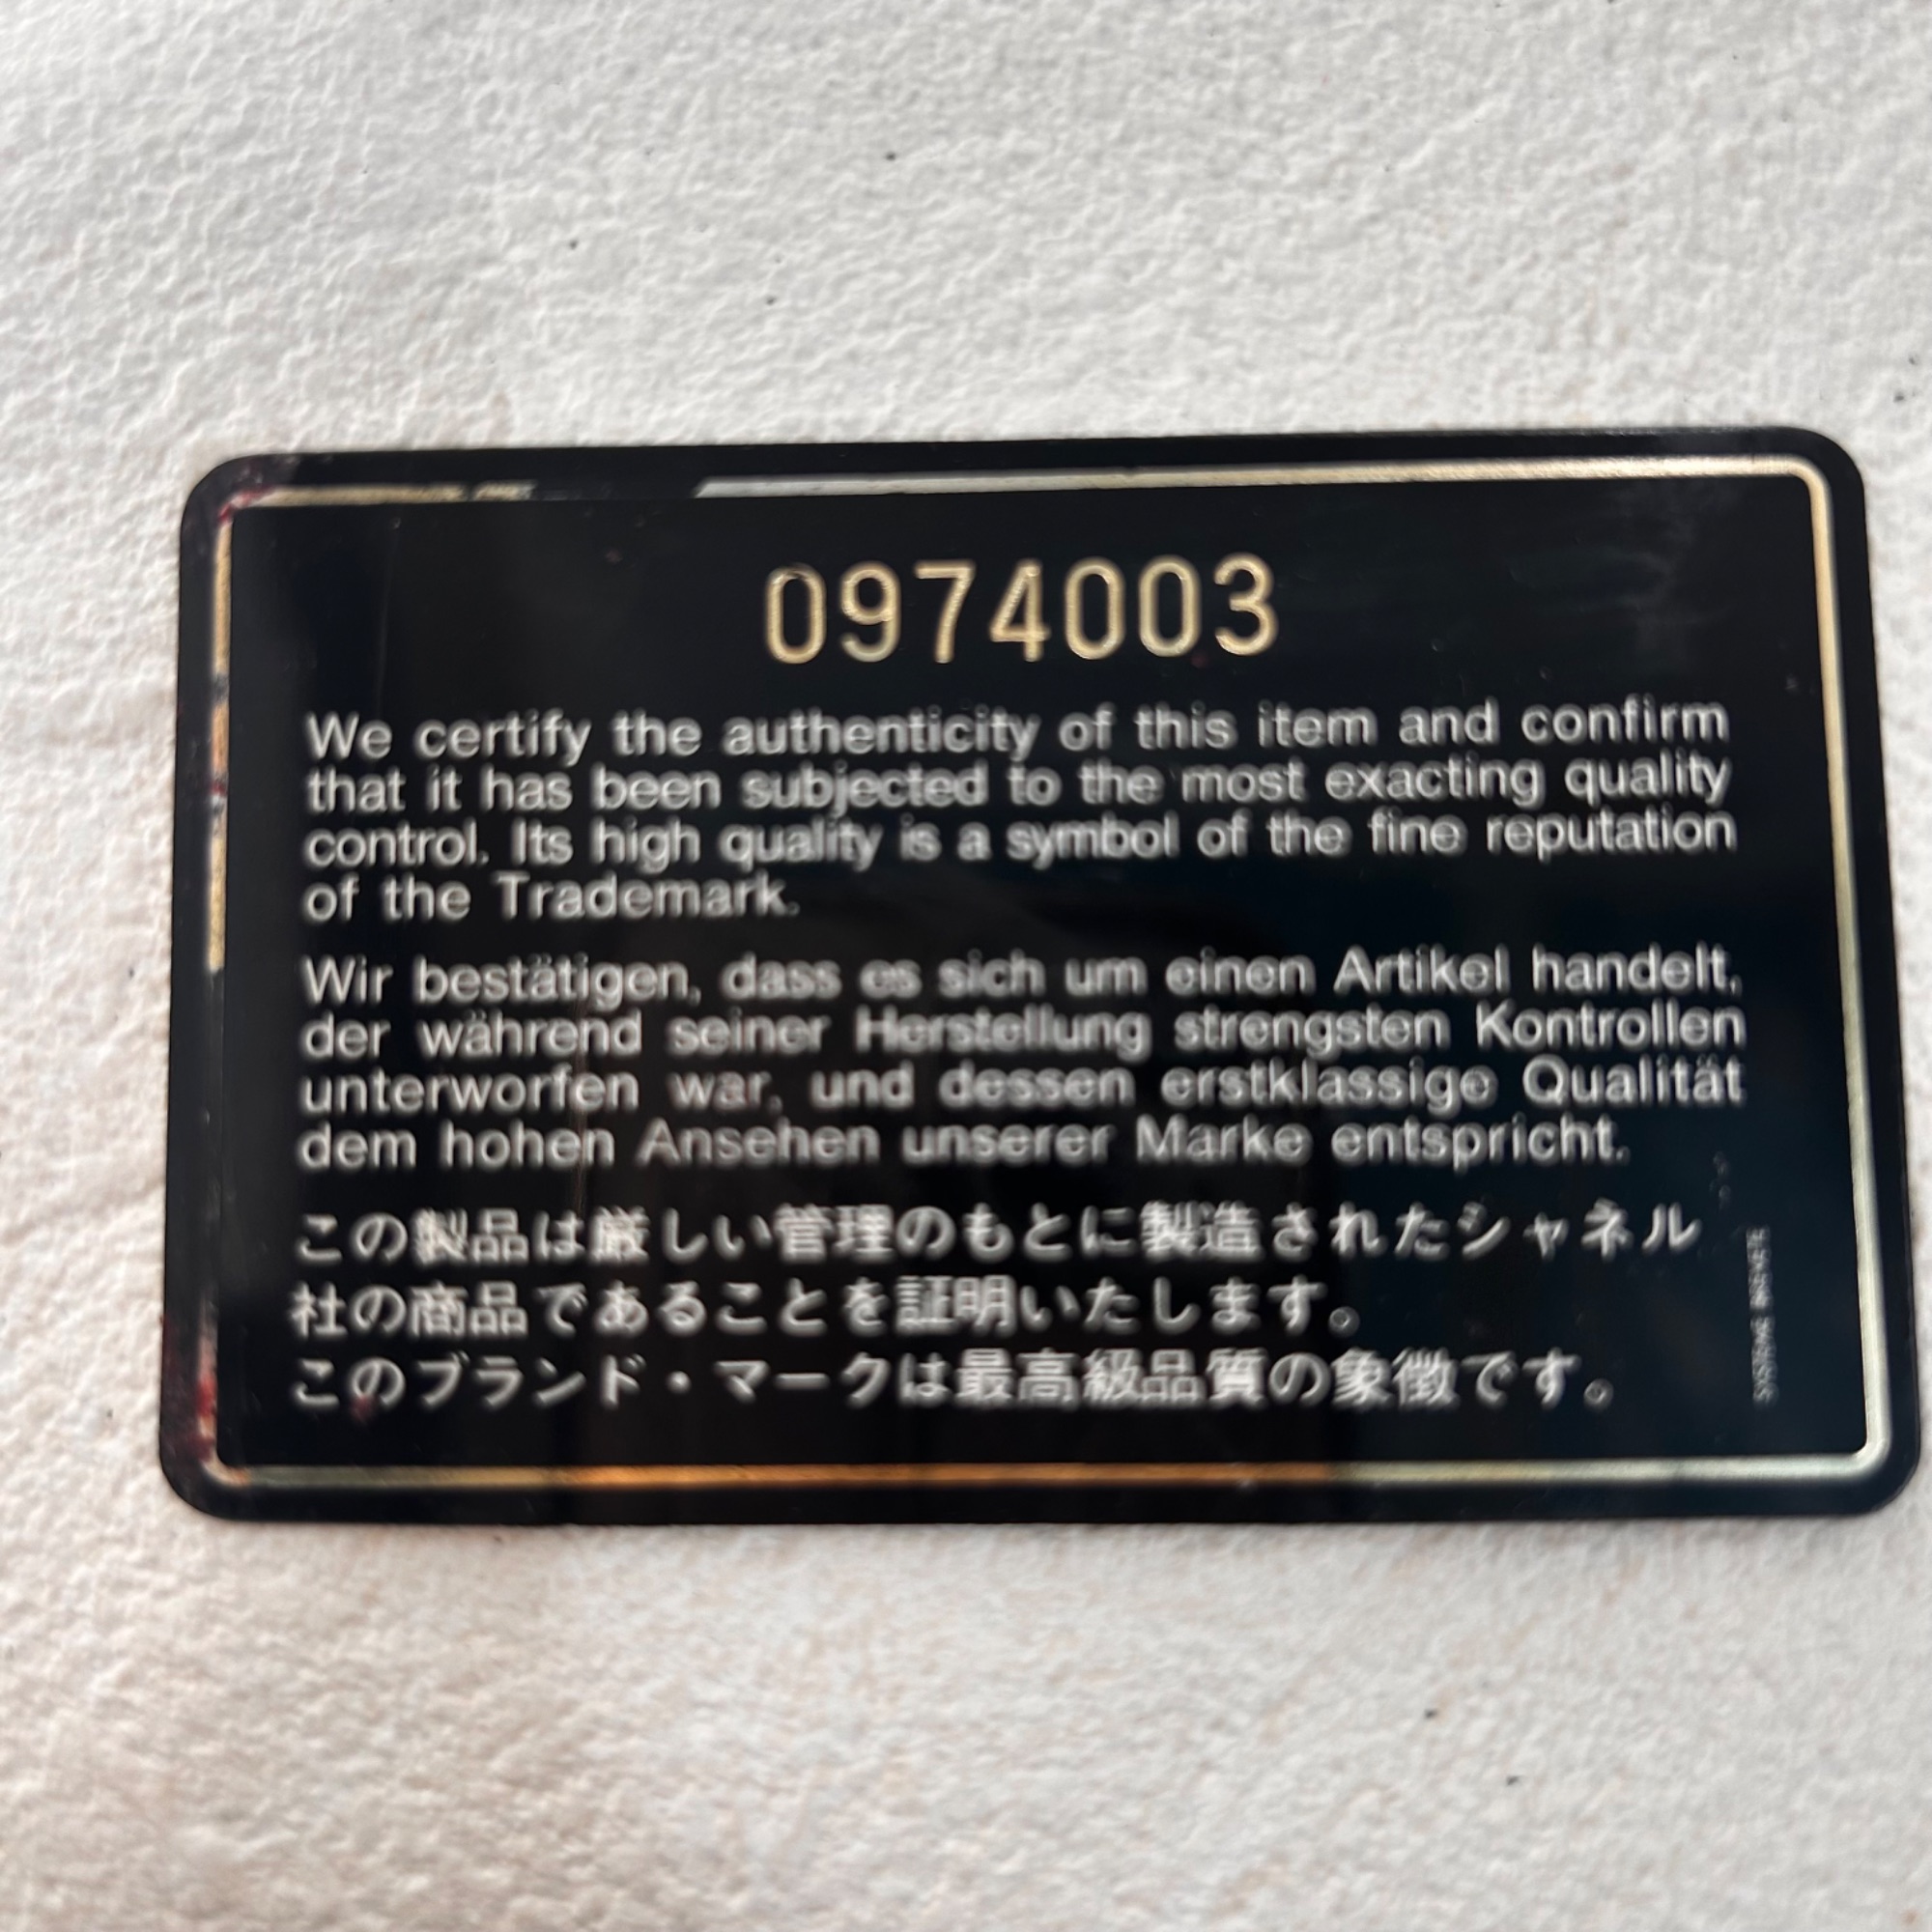 0974003
We certify the authenticity of this item and confirm
that it has been subjected to the most exacting quality
control. Its high quality is a symbol of the fine reputation
of the Trademark.
Wir bestätigen, dass es sich um einen Artikel handelt,
der während seiner Herstellung strengsten Kontrollen
unterworfen war, und dessen erstklassige Qualität
dem hohen Ansehen unserer Marke entspricht.
この製品は厳しい管理のもとに製造されたシャネル
社の商品であることを証明いたします。
このブランド・マークは最高級品質の象徴です。